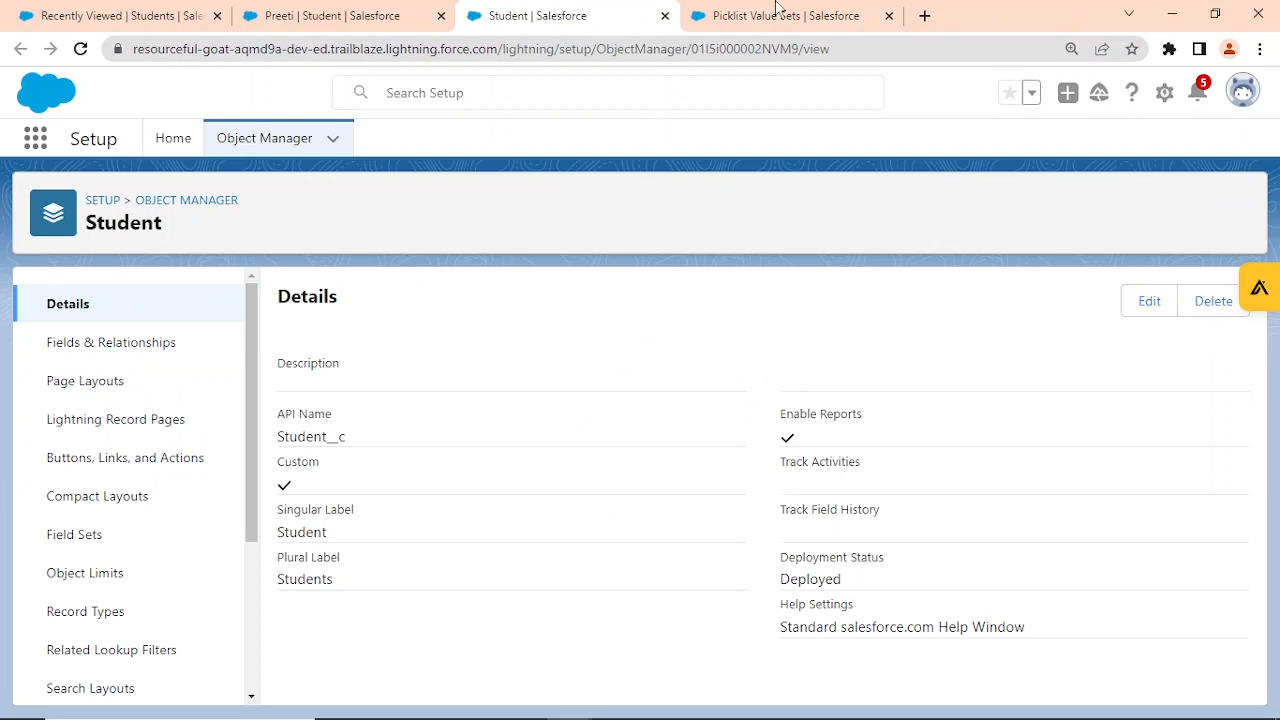 Recently Viewed | Students | Sale
Preeti | Student | Salesforce
Student | Salesforce
Picklist Value Sets | Salesforce
resourceful-goat-aqmd9a-dev-ed.trailblaze.lightning.force.com/lightning/setup/ObjectManager/01I5i000002NVM9/view
Search Setup
5
Setup
Home
Object Manager
SETUP > OBJECT MANAGER
Student
Details
Fields & Relationships
Page Layouts
Lightning Record Pages
Buttons, Links, and Actions
Compact Layouts
Field Sets
Object Limits
Record Types
Related Lookup Filters
Search Layouts
Details
Edit
Delete
Description
API Name
Student__c
Custom
Singular Label
Student
Plural Label
Students
Enable Reports
Track Activities
Track Field History
Deployment Status
Deployed
Help Settings
Standard salesforce.com Help Window